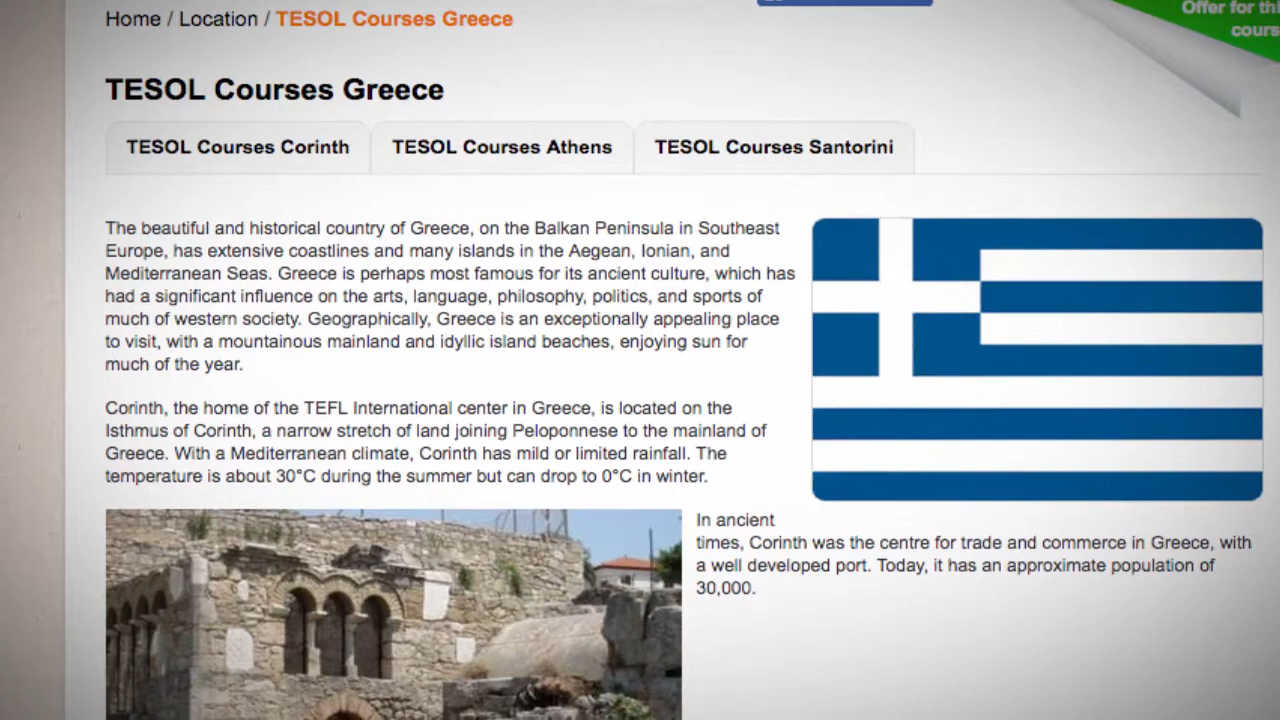 Home / Location / TESOL Courses Greece
Offer for
TESOL Courses Greece
TESOL Courses Corinth
TESOL Courses Athens
TESOL Courses Santorini
The beautiful and historical country of Greece, on the Balkan Peninsula in Southeast
Europe, has extensive coastlines and many islands in the Aegean, Ionian, and
Mediterranean Seas. Greece is perhaps most famous for its ancient culture, which has
had a significant influence on the arts, language, philosophy, politics, and sports of
much of western society. Geographically, Greece is an exceptionally appealing place
to visit, with a mountainous mainland and idyllic island beaches, enjoying sun for
much of the year.
Corinth, the home of the TEFL International center in Greece, is located on the
Isthmus of Corinth, a narrow stretch of land joining Peloponnese to the mainland of
Greece. With a Mediterranean climate, Corinth has mild or limited rainfall. The
temperature is about 30°C during the summer but can drop to 0°C in winter.
In ancient
times, Corinth was the centre for trade and commerce in Greece, with
a well developed port. Today, it has an approximate population of
30,000.